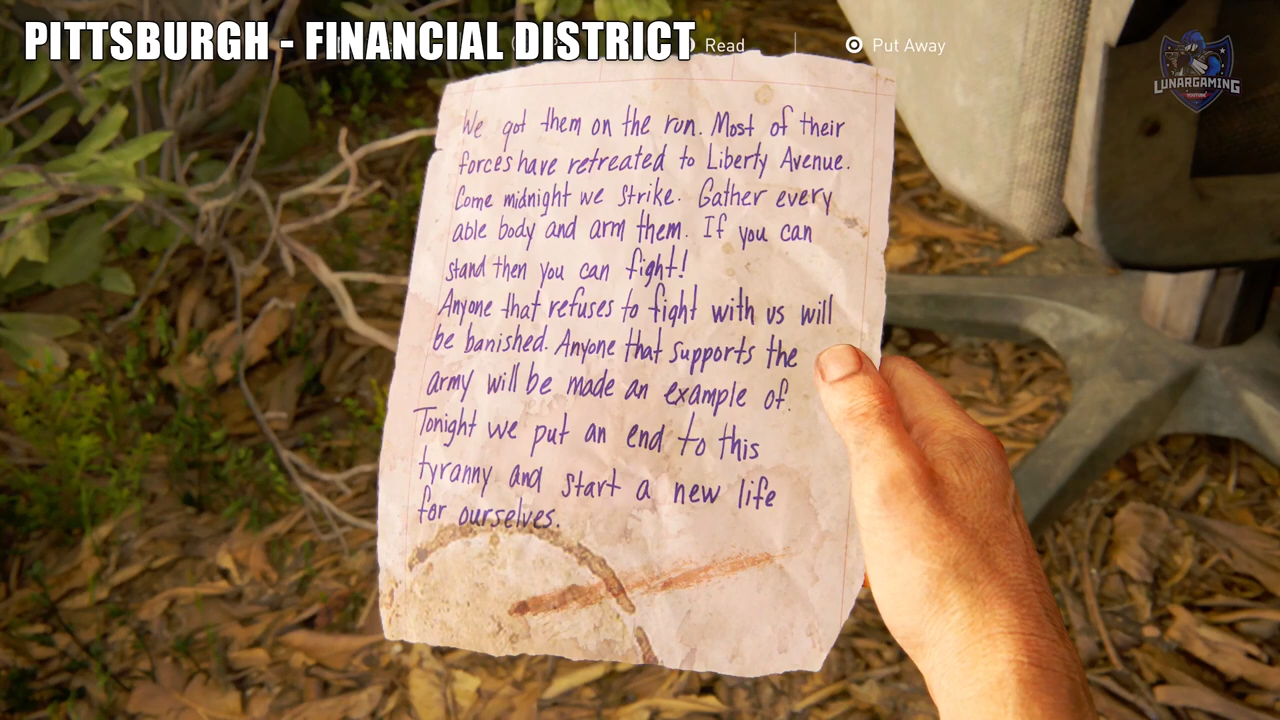 PITTSBURGH - FINANCIAL DISTRICT
Read
Put Away
LUNARGAMING
YOUTUBE
We got them on the run. Most of their
forces have retreated to Liberty Avenue.
Come midnight we strike. Gather every
able body and arm them. If you can
stand then you can fight!
Anyone that refuses to fight with us will
be banished. Anyone that supports the
army will be made an example of.
Tonight we put an end to this
tyranny and start a new life
for ourselves.